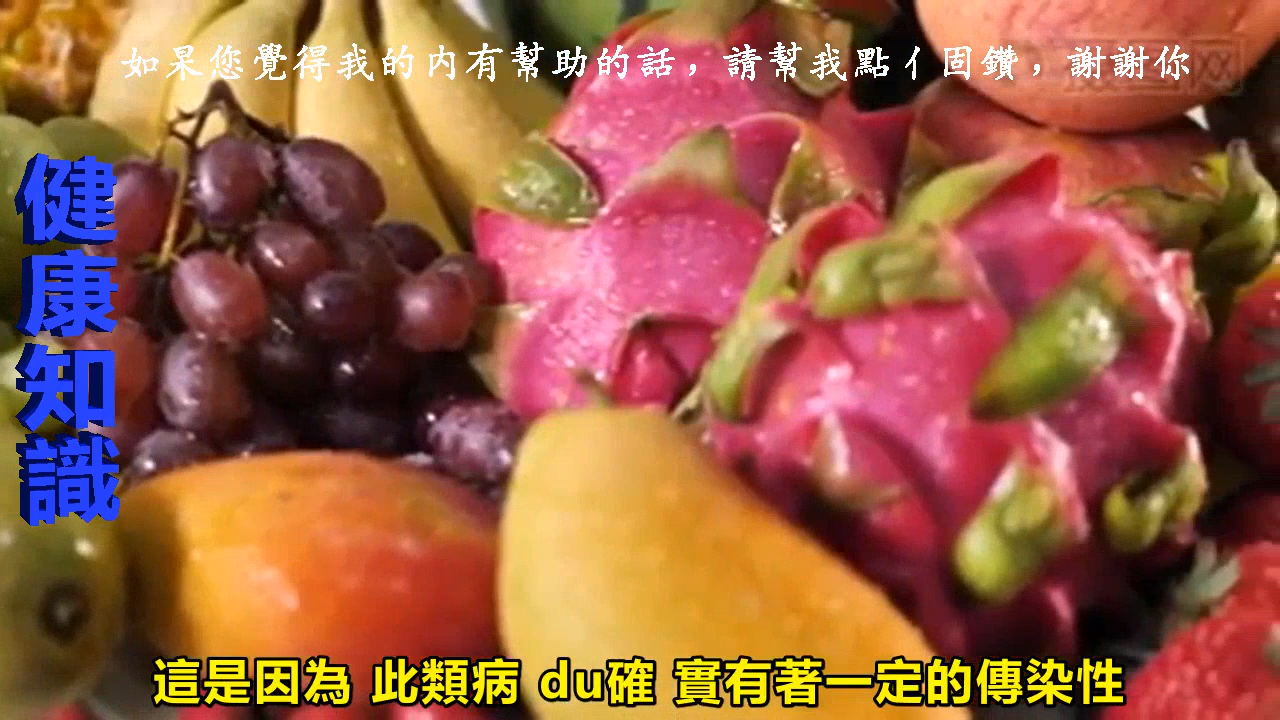 如果您覺得我的内有幫助的話，請幫我點亻固鑽，謝謝你
健康知識
這是因為 此類病 du確 實有著一定的傳染性